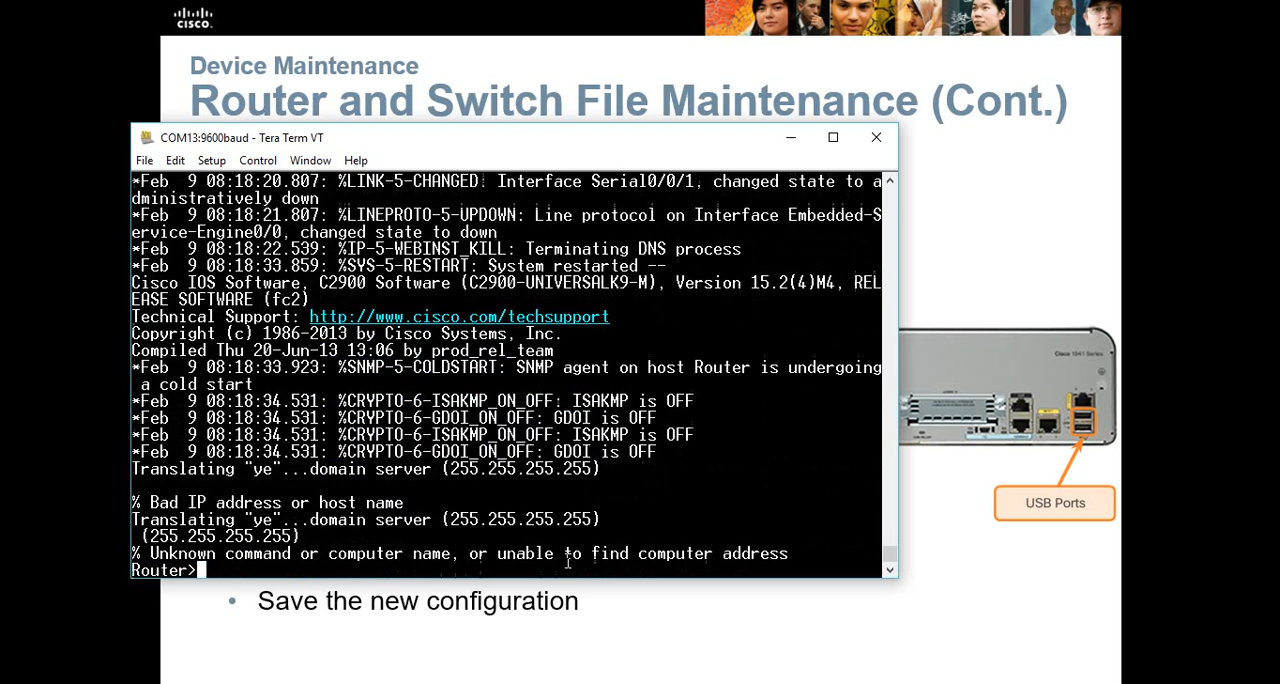 CISCO
Device Maintenance
Router and Switch File Maintenance (Cont.)
COM13:9600baud - Tera Term VT
File Edit Setup Control Window Help
*Feb  9 08:18:20.807: %LINK-5-CHANGED: Interface Serial0/0/1, changed state to a
dministratively down
*Feb  9 08:18:21.807: %LINEPROTO-5-UPDOWN: Line protocol on Interface Embedded-S
ervice-Engine0/0, changed state to down
*Feb  9 08:18:22.539: %IP-5-WEBINST_KILL: Terminating DNS process
*Feb  9 08:18:33.859: %SYS-5-RESTART: System restarted --
Cisco IOS Software, C2900 Software (C2900-UNIVERSALK9-M), Version 15.2(4)M4, REL
EASE SOFTWARE (fc2)
Technical Support: http://www.cisco.com/techsupport
Copyright (c) 1986-2013 by Cisco Systems, Inc.
Compiled Thu 20-Jun-13 13:06 by prod_rel_team
*Feb  9 08:18:33.923: %SNMP-5-COLDSTART: SNMP agent on host Router is undergoing
 a cold start
*Feb  9 08:18:34.531: %CRYPTO-6-ISAKMP_ON_OFF: ISAKMP is OFF
*Feb  9 08:18:34.531: %CRYPTO-6-GDOI_ON_OFF: GDOI is OFF
*Feb  9 08:18:34.531: %CRYPTO-6-ISAKMP_ON_OFF: ISAKMP is OFF
*Feb  9 08:18:34.531: %CRYPTO-6-GDOI_ON_OFF: GDOI is OFF
Translating "ye"...domain server (255.255.255.255)
% Bad IP address or host name
Translating "ye"...domain server (255.255.255.255)
 (255.255.255.255)
% Unknown command or computer name, or unable to find computer address
Router>
Cisco 1841 Series
USB Ports
• Save the new configuration